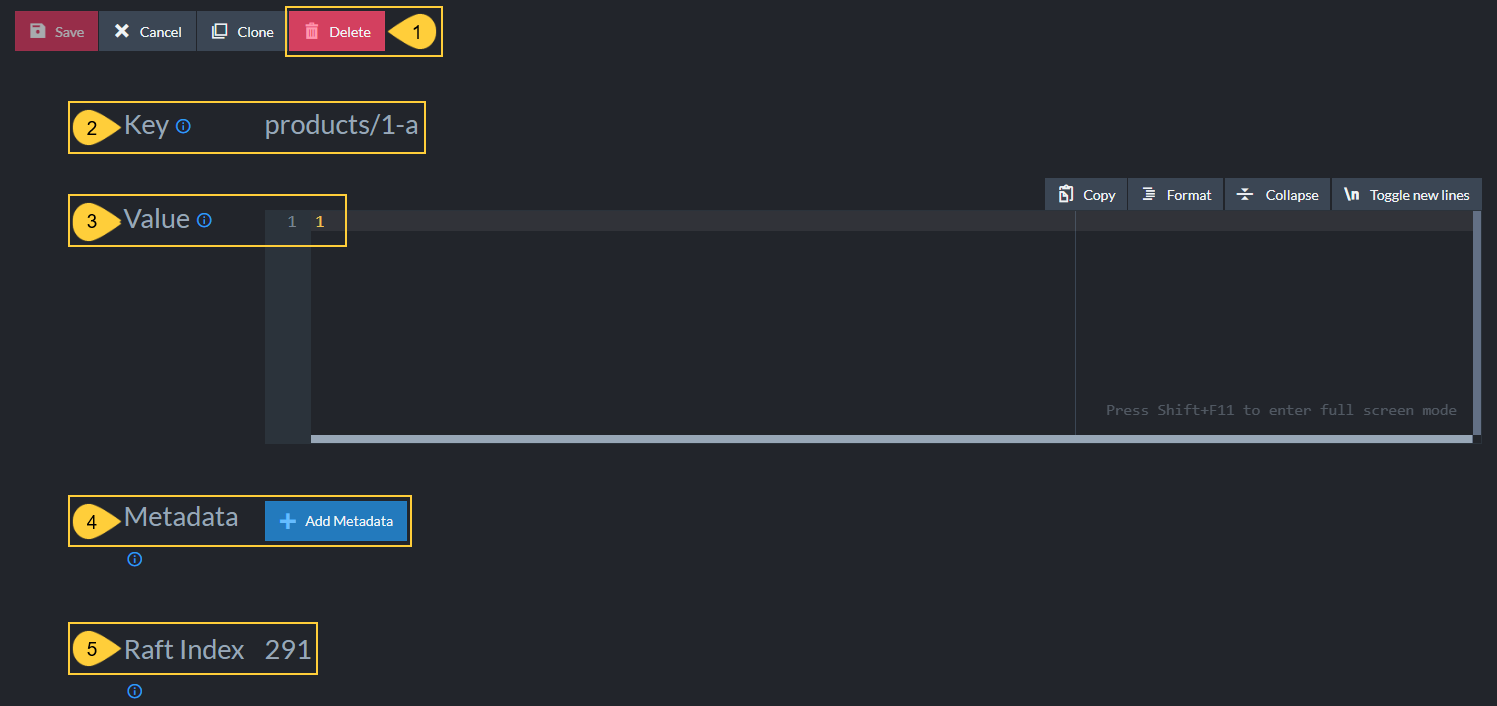 Save Cancel Clone Delete 1
2 Key products/1-a
Copy Format Collapse \n Toggle new lines
3 Value 1 1
Press Shift+F11 to enter full screen mode
4 Metadata Add Metadata
5 Raft Index 291